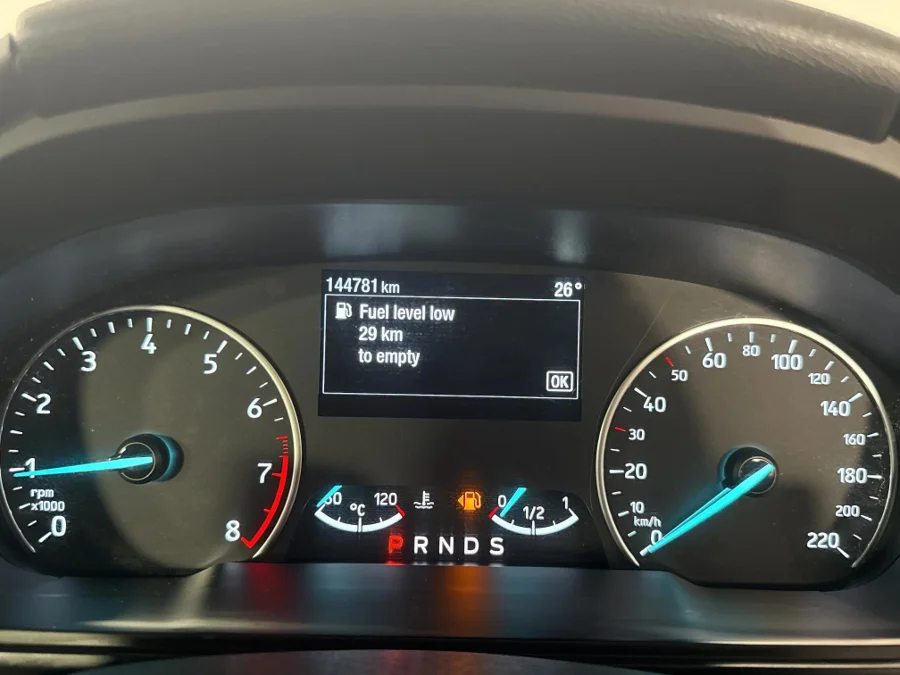 144781 km 26°
Fuel level low
29 km
to empty
OK
0 1 2 3 4 5 6 7 8
rpm
x1000
0 10 20 30 40 50 60 80 100 120 140 160 180 200 220
km/h
60 120
°C
0 1/2 1
P R N D S